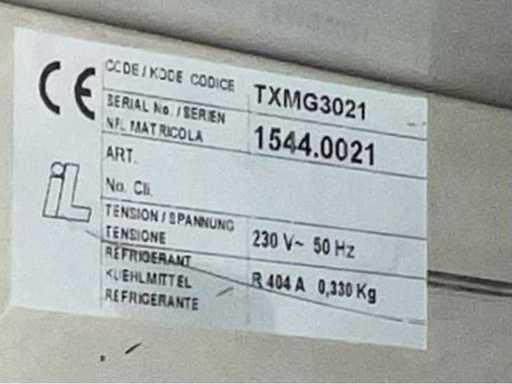 CE
CODE / KODE CODICE TXMG3021
SERIAL No. / SERIEN
NR. MATRICOLA 1544.0021
ART.
No. Cli.
iL
TENSION / SPANNUNG
TENSIONE 230 V~ 50 Hz
REFRIGERANT
KUEHLMITTEL R 404 A 0,330 Kg
REFRIGERANTE